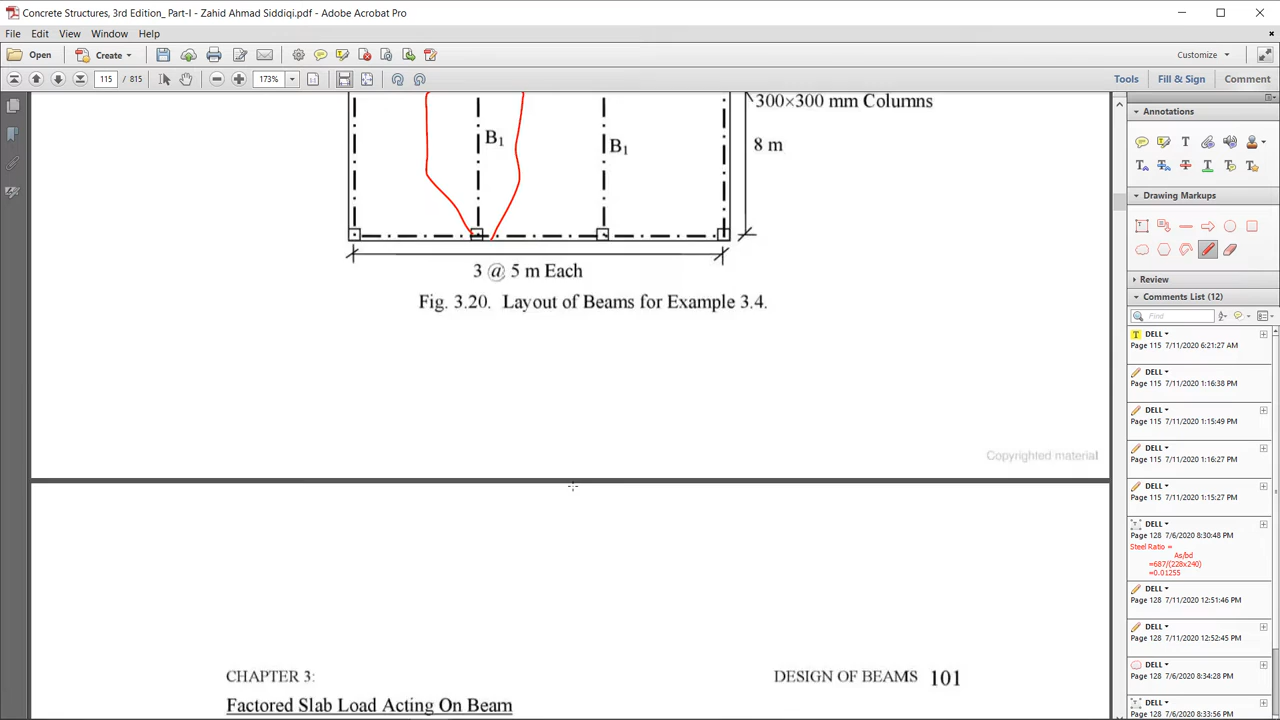 Concrete Structures, 3rd Edition_ Part-I - Zahid Ahmad Siddiqi.pdf - Adobe Acrobat Pro
File Edit View Window Help
Open Create Customize
115 / 815 173% Tools Fill & Sign Comment
300×300 mm Columns
B1
B1
8 m
3 @ 5 m Each
Fig. 3.20. Layout of Beams for Example 3.4.
Copyrighted material
CHAPTER 3: DESIGN OF BEAMS 101
Factored Slab Load Acting On Beam
Annotations
Drawing Markups
Review
Comments List (12)
Find
DELL
Page 115 7/11/2020 6:21:27 AM
DELL
Page 115 7/11/2020 1:16:38 PM
DELL
Page 115 7/11/2020 1:15:49 PM
DELL
Page 115 7/11/2020 1:16:27 PM
DELL
Page 115 7/11/2020 1:15:27 PM
DELL
Page 128 7/6/2020 8:30:48 PM
Steel Ratio =
As/bd
=687/(228x240)
=0.01255
DELL
Page 128 7/11/2020 12:51:46 PM
DELL
Page 128 7/11/2020 12:52:45 PM
DELL
Page 128 7/6/2020 8:34:28 PM
DELL
Page 128 7/6/2020 8:33:56 PM